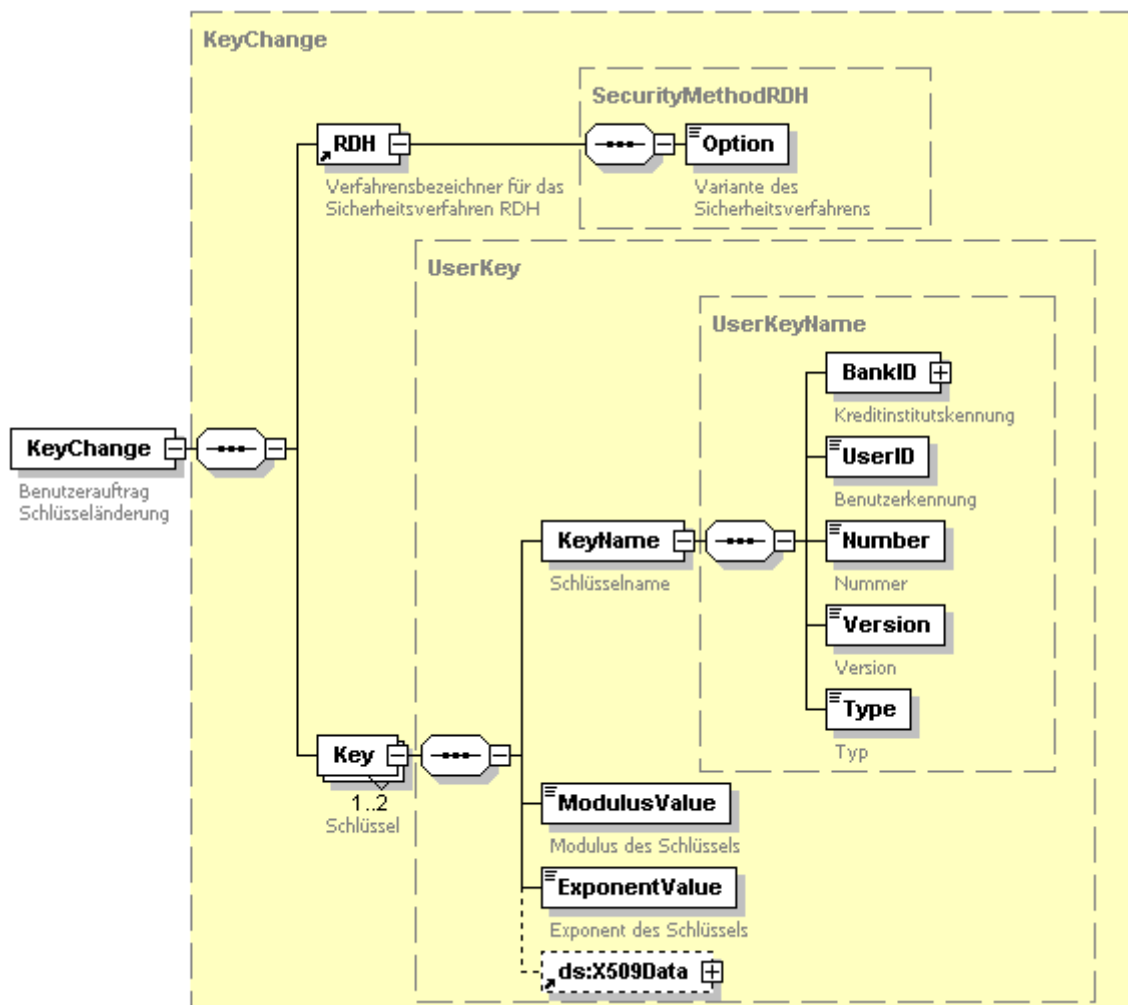 KeyChange
SecurityMethodRDH
RDH
Option
Verfahrensbezeichner für das
Sicherheitsverfahren RDH
Variante des
Sicherheitsverfahrens
UserKey
UserKeyName
BankID
Kreditinstitutskennung
KeyChange
Benutzerauftrag
Schlüsseländerung
UserID
Benutzerkennung
KeyName
Schlüsselname
Number
Nummer
Version
Version
Type
Typ
Key
1..2
Schlüssel
ModulusValue
Modulus des Schlüssels
ExponentValue
Exponent des Schlüssels
ds:X509Data